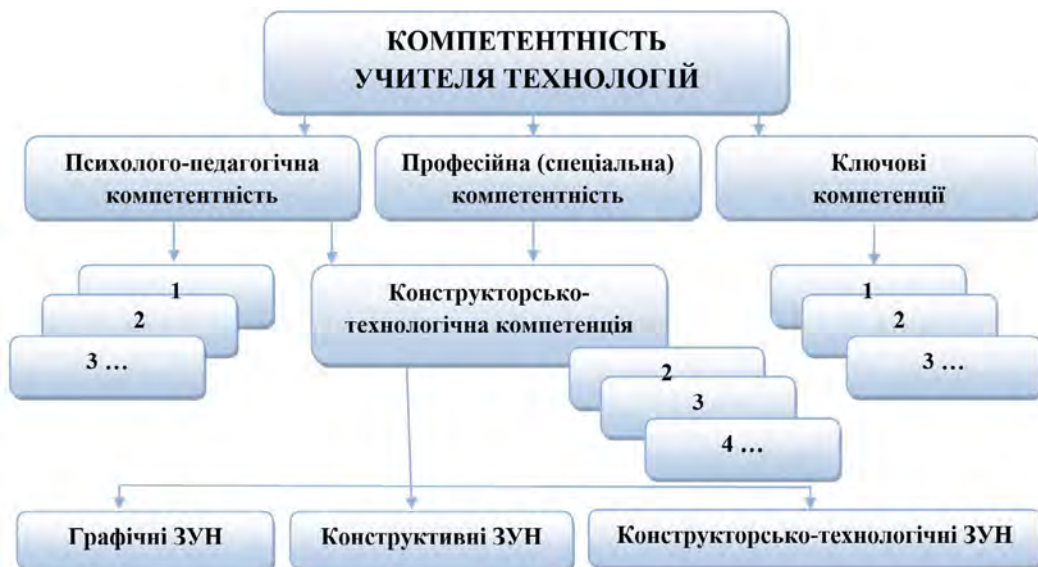 КОМПЕТЕНТНІСТЬ
УЧИТЕЛЯ ТЕХНОЛОГІЙ
Психолого-педагогічна
компетентність
Професійна (спеціальна)
компетентність
Ключові
компетенції
1
2
3 ...
Конструкторсько-
технологічна компетенція
2
3
4 ...
1
2
3 ...
Графічні ЗУН
Конструктивні ЗУН
Конструкторсько-технологічні ЗУН